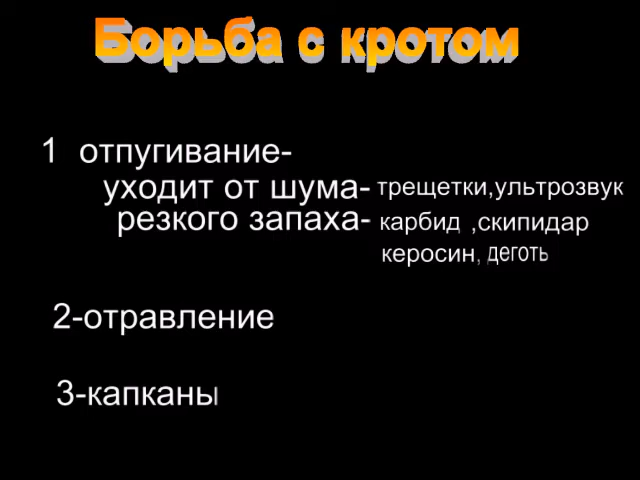 Борьба с кротом
1 отпугивание-
уходит от шума- трещетки,ультрозвук
резкого запаха- карбид ,скипидар
керосин, деготь
2-отравление
3-капканы